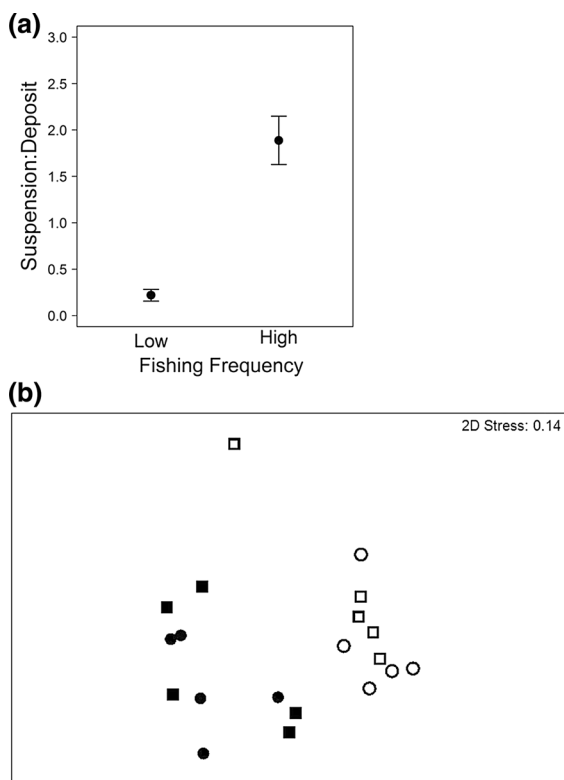 (a)
3.0
2.5
2.0
1.5
1.0
0.5
0.0
Suspension:Deposit
Low
High
Fishing Frequency
(b)
2D Stress: 0.14